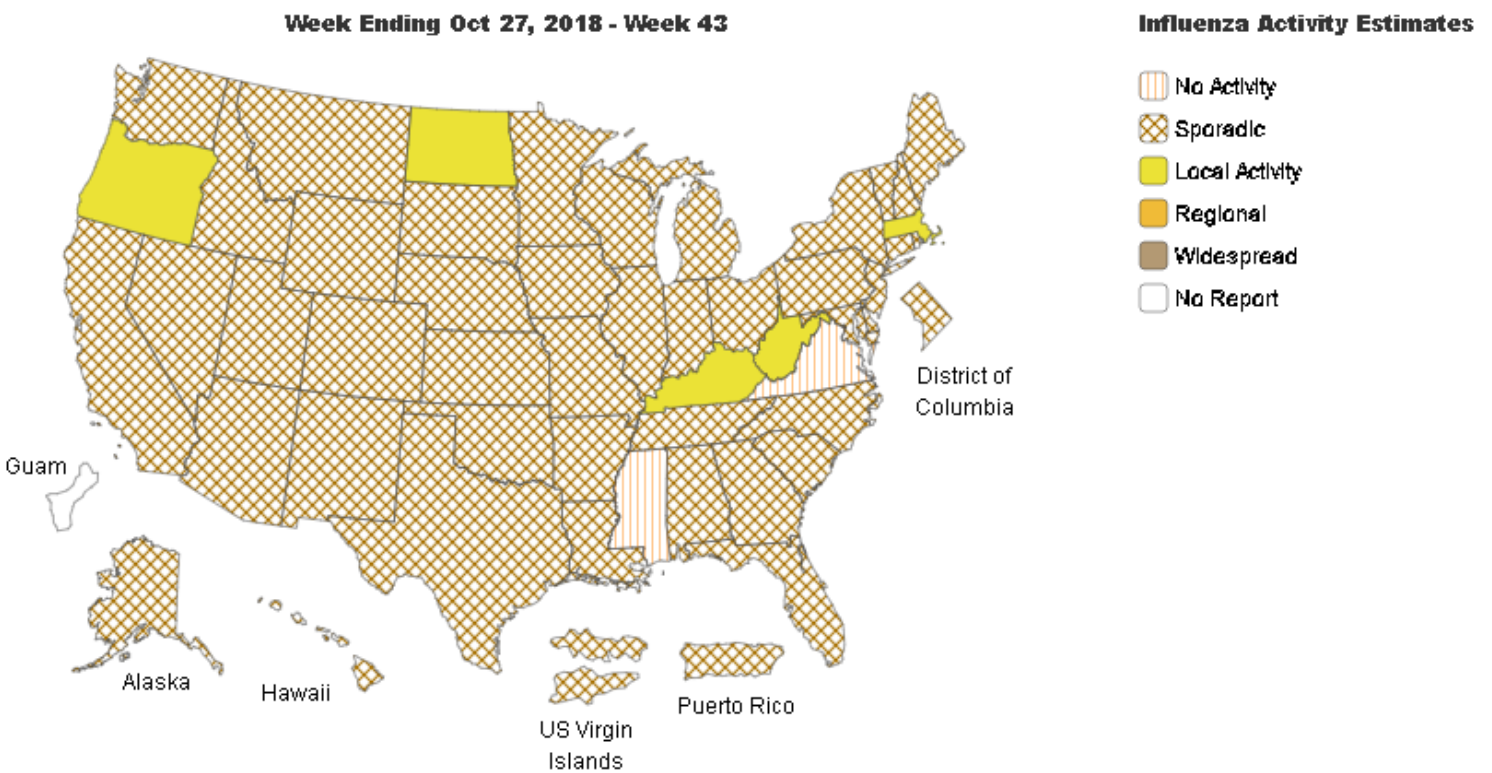 Week Ending Oct 27, 2018 - Week 43
Influenza Activity Estimates
No Activity
Sporadic
Local Activity
Regional
Widespread
No Report
District of
Columbia
Guam
Alaska
Hawaii
US Virgin
Islands
Puerto Rico